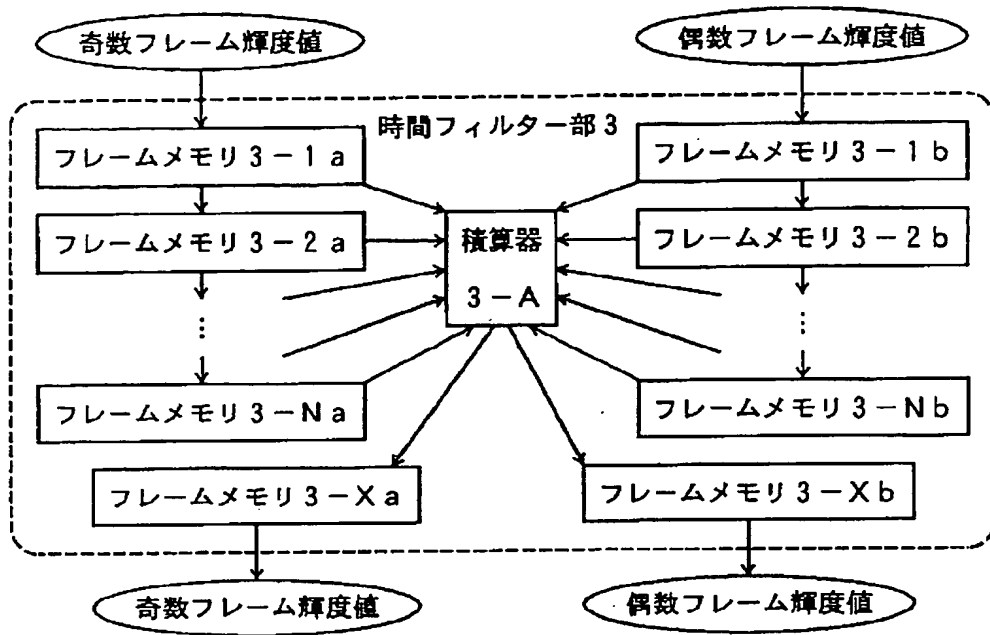 奇数フレーム輝度値
偶数フレーム輝度値
時間フィルター部3
フレームメモリ3-1a
フレームメモリ3-1b
フレームメモリ3-2a
積算器
3-A
フレームメモリ3-2b
⋮
⋮
フレームメモリ3-Na
フレームメモリ3-Nb
フレームメモリ3-Xa
フレームメモリ3-Xb
奇数フレーム輝度値
偶数フレーム輝度値